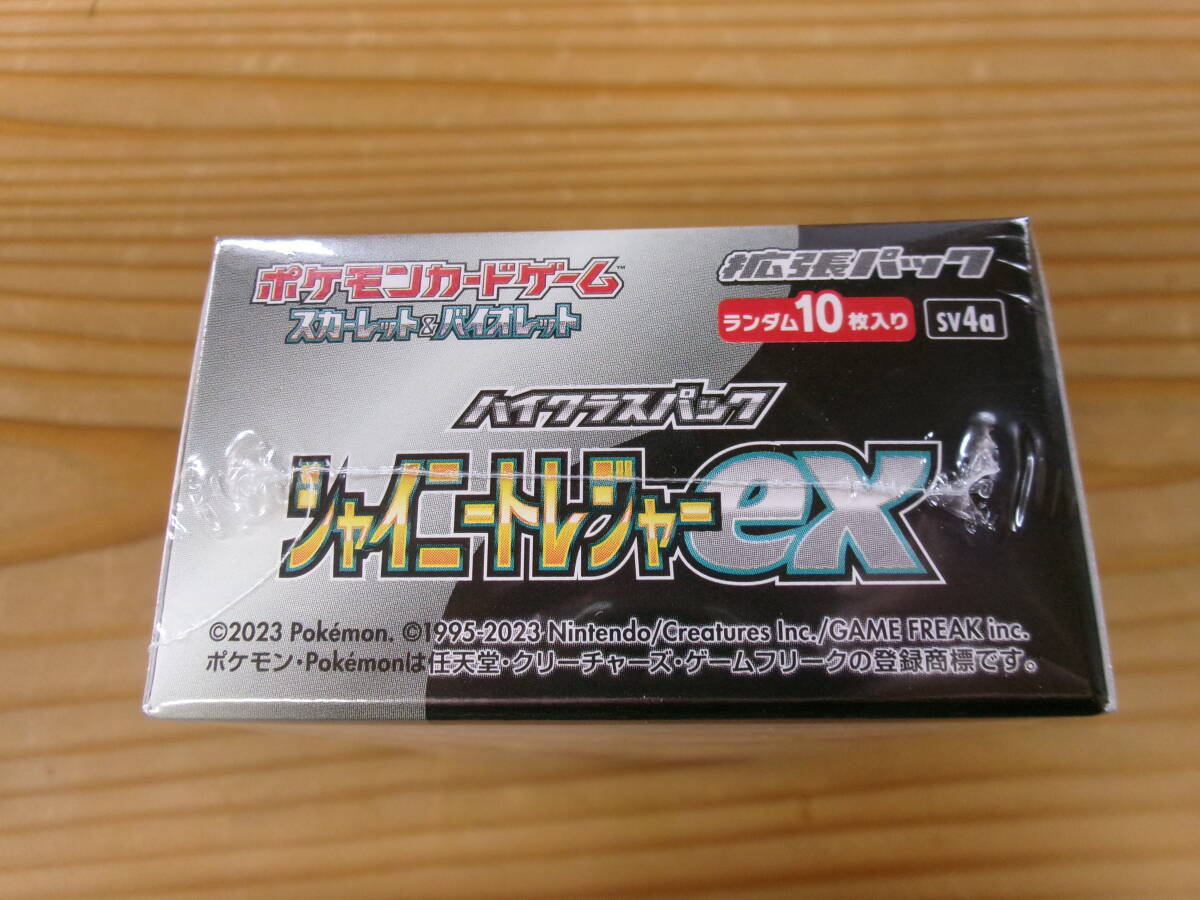 ポケモンカードゲーム™
スカーレット&バイオレット
拡張パック
ランダム10枚入り
SV4a
ハイクラスパック
シャイニートレジャーex
©2023 Pokémon. ©1995-2023 Nintendo/Creatures Inc./GAME FREAK inc.
ポケモン・Pokémonは任天堂・クリーチャーズ・ゲームフリークの登録商標です。